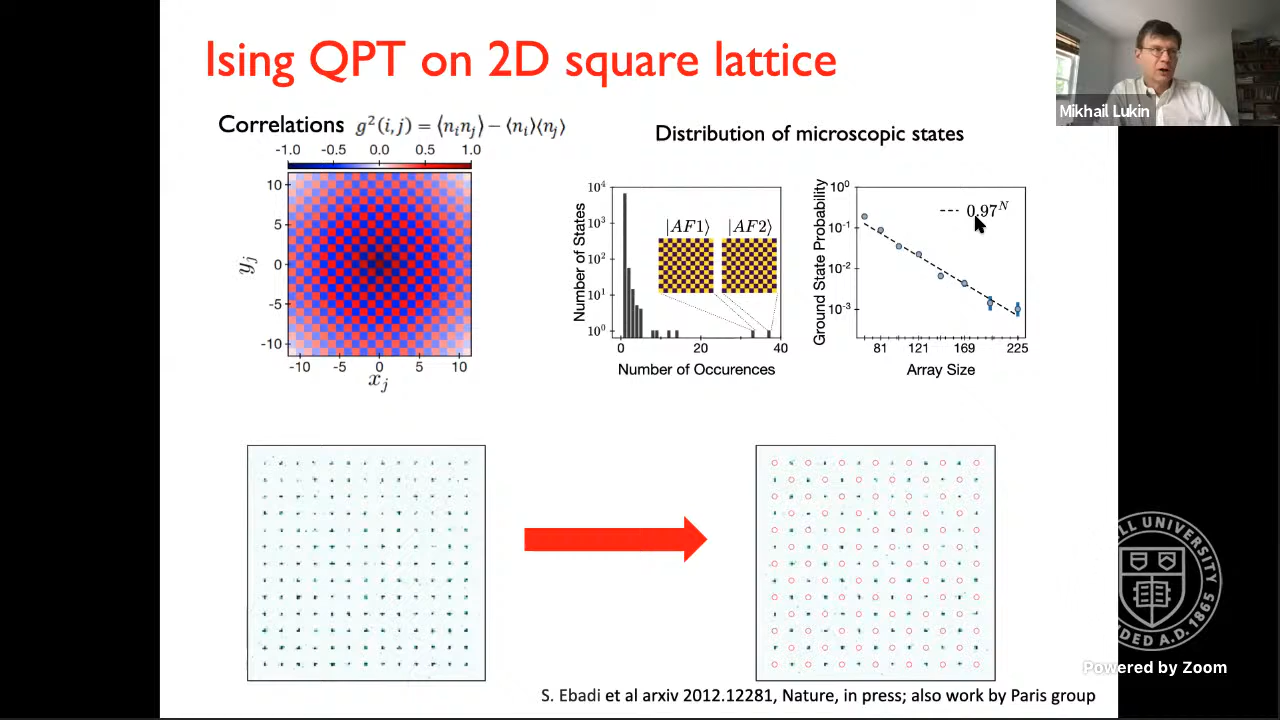 Ising QPT on 2D square lattice
Mikhail Lukin
Correlations g²(i,j) = ⟨nᵢnⱼ⟩ − ⟨nᵢ⟩⟨nⱼ⟩
-1.0 -0.5 0.0 0.5 1.0
10
5
0
-5
-10
yⱼ
-10 -5 0 5 10
xⱼ
Distribution of microscopic states
Number of States
10⁴
10³
10²
10¹
10⁰
|AF1⟩ |AF2⟩
0 20 40
Number of Occurences
Ground State Probability
10⁰
10⁻¹
10⁻²
10⁻³
0.97ᴺ
81 121 169 225
Array Size
LL UNIVERSITY
DED A.D. 1865
Powered by Zoom
S. Ebadi et al arxiv 2012.12281, Nature, in press; also work by Paris group